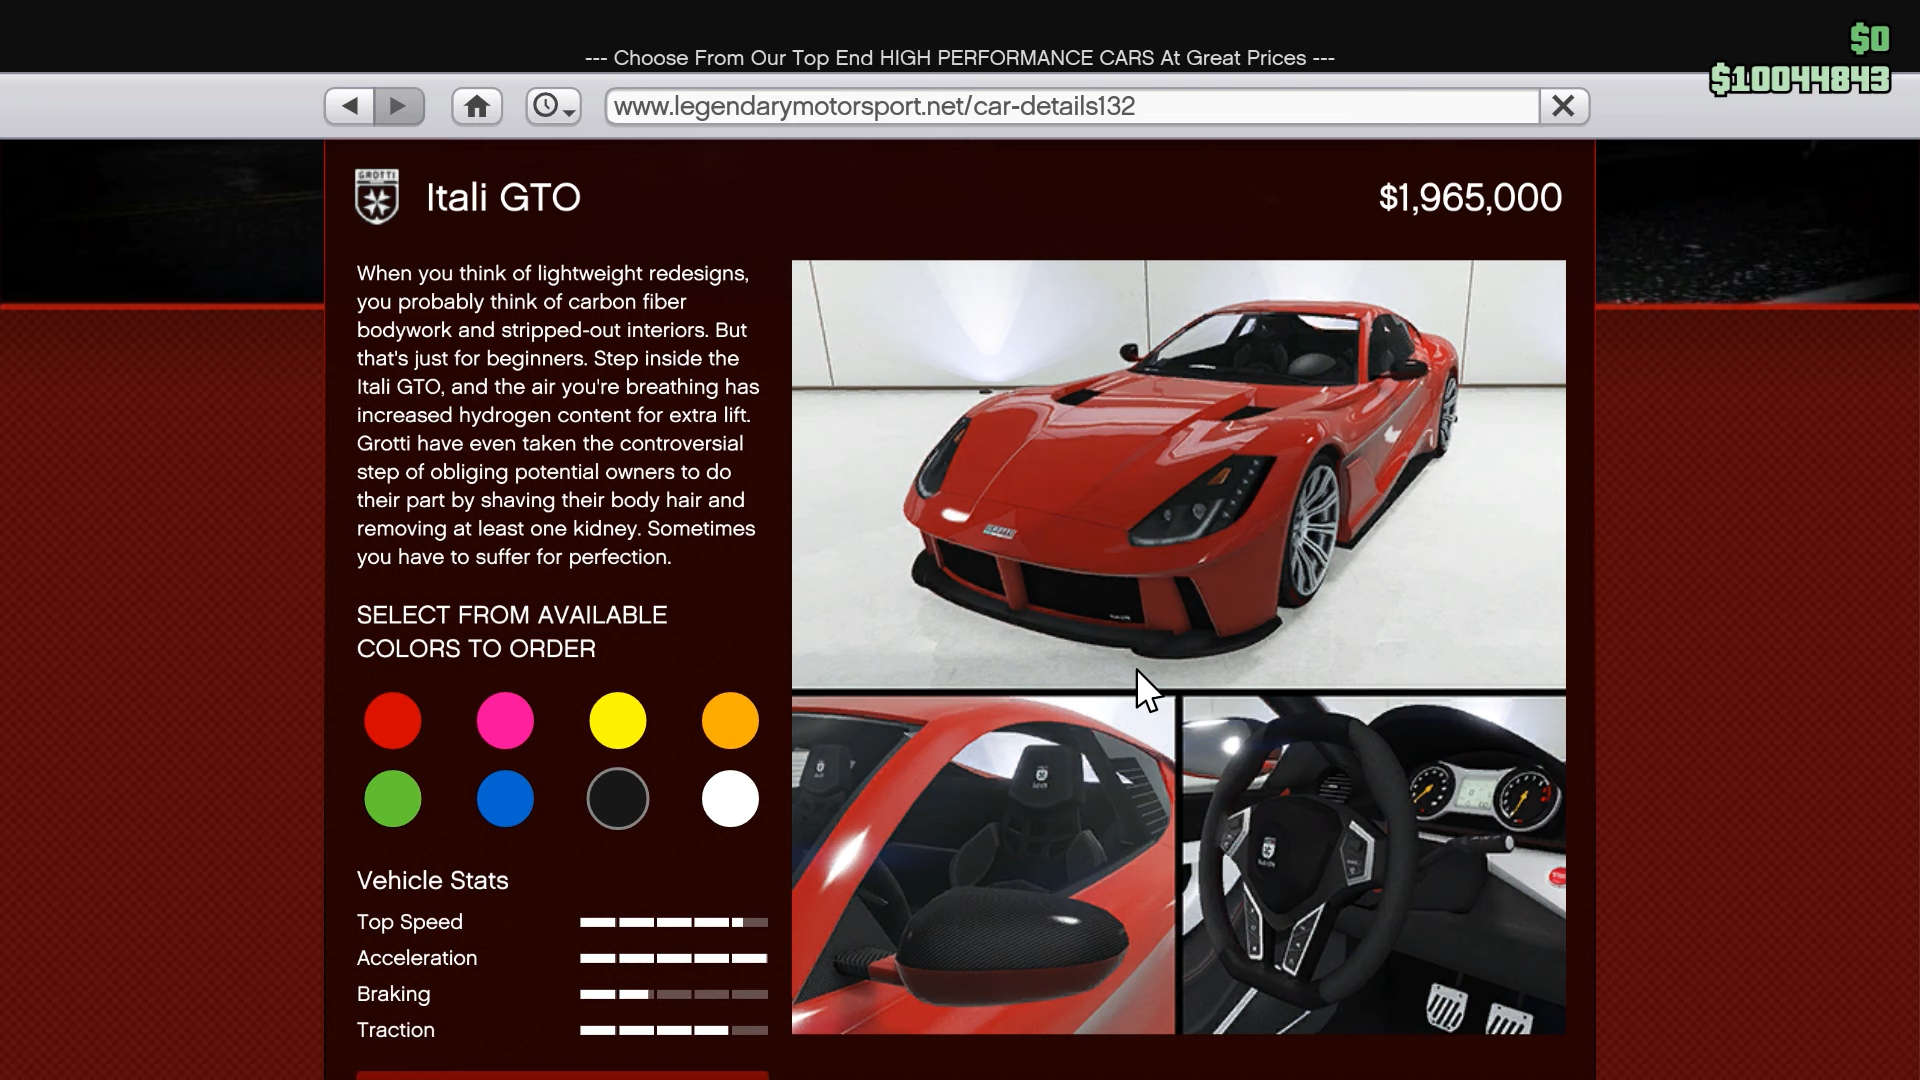 $0
--- Choose From Our Top End HIGH PERFORMANCE CARS At Great Prices ---
$10044843
www.legendarymotorsport.net/car-details132
GROTTI
Itali GTO
$1,965,000
When you think of lightweight redesigns,
you probably think of carbon fiber
bodywork and stripped-out interiors. But
that's just for beginners. Step inside the
Itali GTO, and the air you're breathing has
increased hydrogen content for extra lift.
Grotti have even taken the controversial
step of obliging potential owners to do
their part by shaving their body hair and
removing at least one kidney. Sometimes
you have to suffer for perfection.
SELECT FROM AVAILABLE
COLORS TO ORDER
Vehicle Stats
Top Speed
Acceleration
Braking
Traction